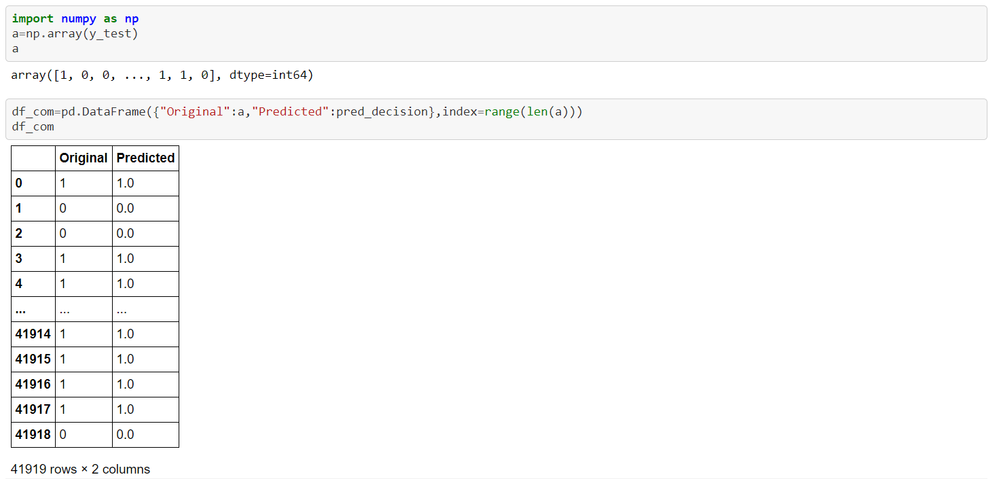 import numpy as np
a=np.array(y_test)
a
array([1, 0, 0, ..., 1, 1, 0], dtype=int64)
df_com=pd.DataFrame({"Original":a,"Predicted":pred_decision},index=range(len(a)))
df_com
Original Predicted
0 1 1.0
1 0 0.0
2 0 0.0
3 1 1.0
4 1 1.0
... ... ...
41914 1 1.0
41915 1 1.0
41916 1 1.0
41917 1 1.0
41918 0 0.0
41919 rows × 2 columns